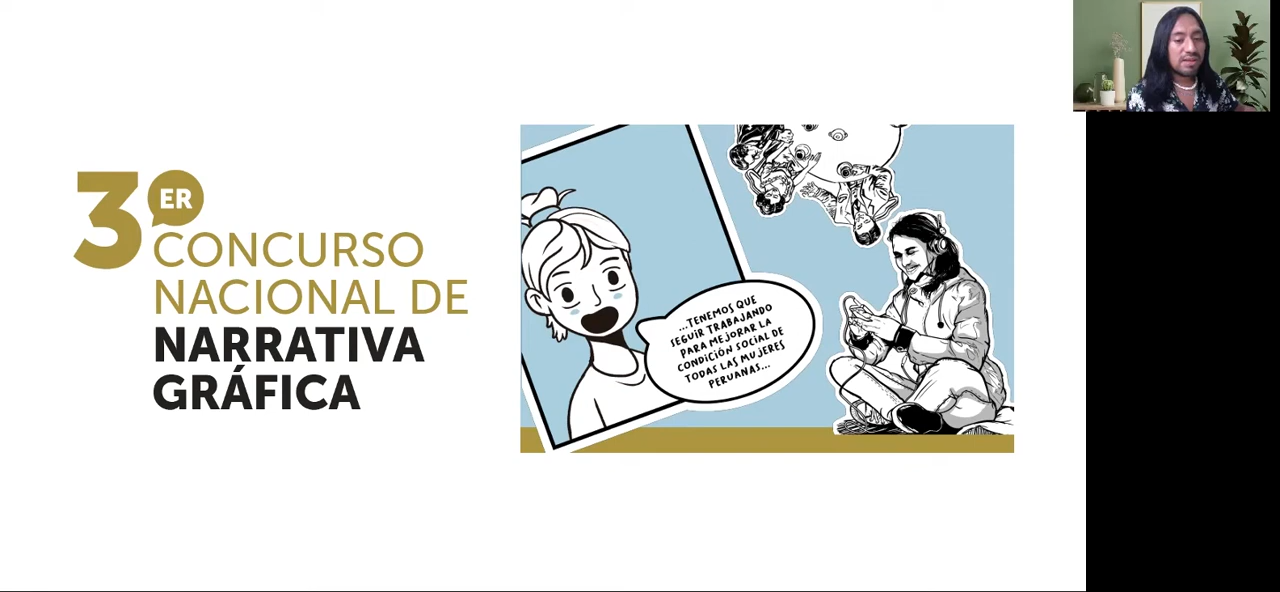 3ER
CONCURSO
NACIONAL DE
NARRATIVA
GRÁFICA
...TENEMOS QUE
SEGUIR TRABAJANDO
PARA MEJORAR LA
CONDICIÓN SOCIAL DE
TODAS LAS MUJERES
PERUANAS...